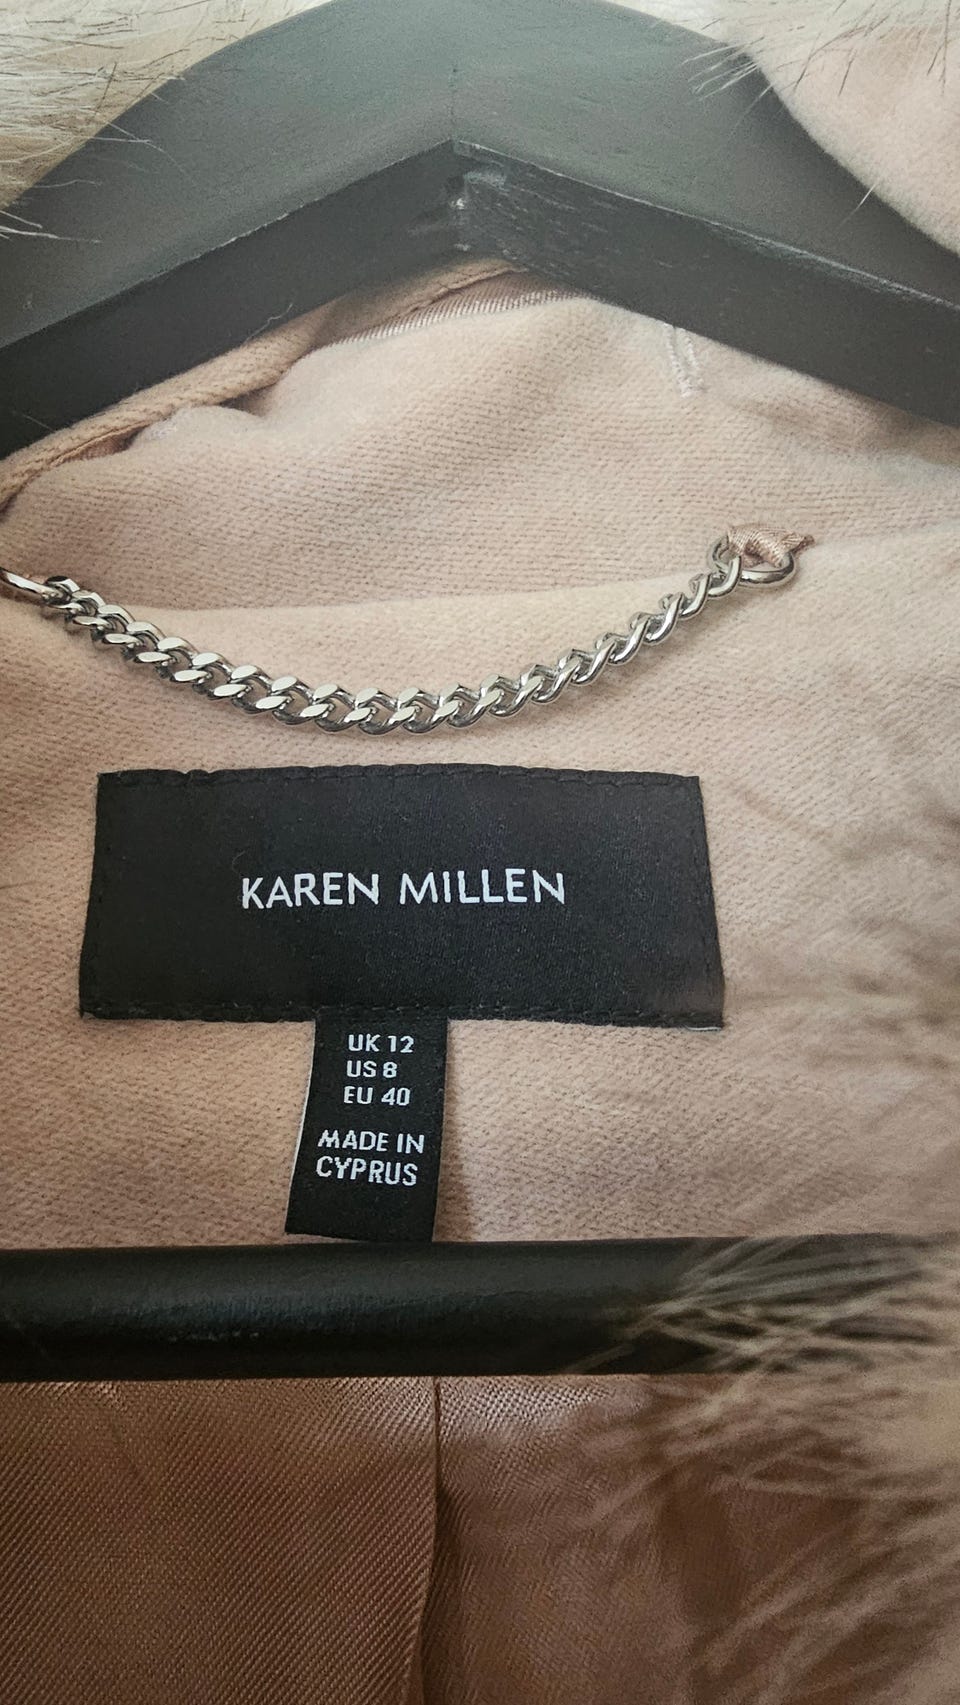 KAREN MILLEN
UK 12
US 8
EU 40
MADE IN
CYPRUS